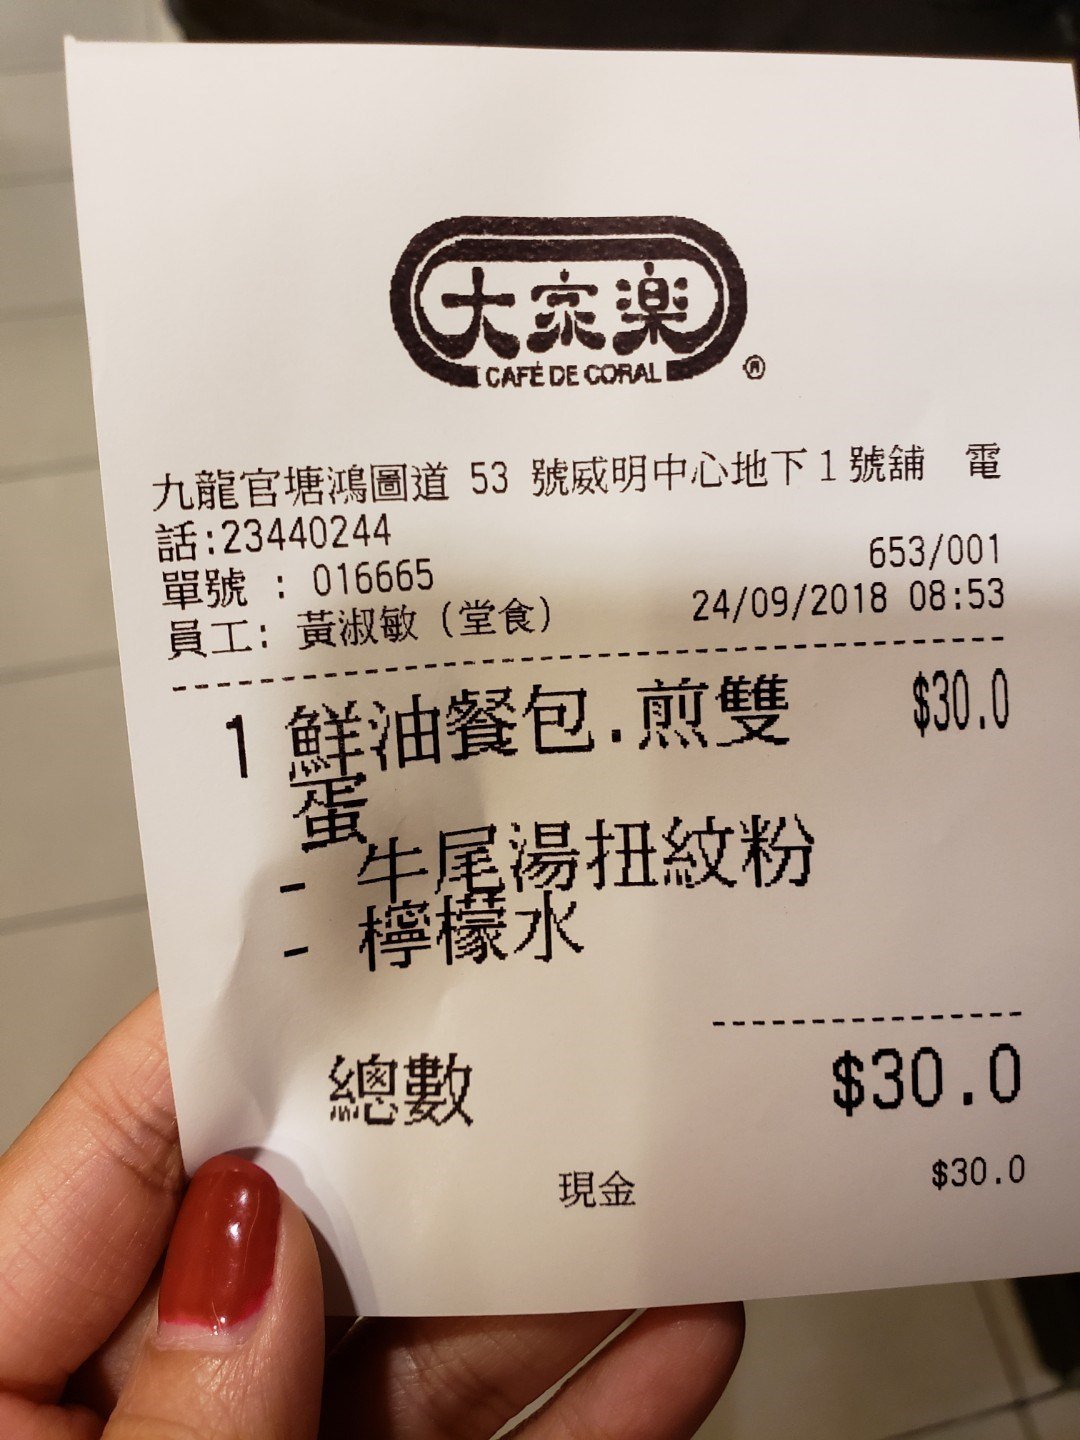 大家楽
CAFÉ DE CORAL
®
九龍官塘鴻圖道 53 號威明中心地下1號舖 電
話:23440244
單號 : 016665 653/001
員工: 黃淑敏 (堂食) 24/09/2018 08:53
1 鮮油餐包.煎雙 $30.0
蛋
- 牛尾湯扭紋粉
- 檸檬水
總數 $30.0
現金 $30.0